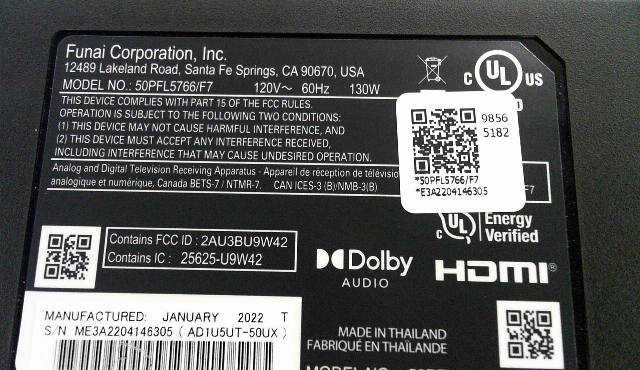 Funai Corporation, Inc.
12489 Lakeland Road, Santa Fe Springs, CA 90670, USA
MODEL NO.: 50PFL5766/F7 120V~ 60Hz 130W
THIS DEVICE COMPLIES WITH PART 15 OF THE FCC RULES.
OPERATION IS SUBJECT TO THE FOLLOWING TWO CONDITIONS:
(1) THIS DEVICE MAY NOT CAUSE HARMFUL INTERFERENCE, AND
(2) THIS DEVICE MUST ACCEPT ANY INTERFERENCE RECEIVED,
INCLUDING INTERFERENCE THAT MAY CAUSE UNDESIRED OPERATION.
Analog and Digital Television Receiving Apparatus - Appareil de réception de télévisio
analogique et numérique, Canada BETS-7 / NTMR-7. CAN ICES-3 (B)/NMB-3(B)
C UL US
D
9856
5182
*50PFL5766/F7
*E3A2204146305
F7
C UL
Energy
Verified
Contains FCC ID : 2AU3BU9W42
Contains IC : 25625-U9W42
Dolby
AUDIO
HDMI®
MANUFACTURED: JANUARY 2022 T
S/N ME3A2204146305 ( AD1U5UT-50UX )
MADE IN THAILAND
FABRIQUÉ EN THAÏLANDE
MODEL NO.